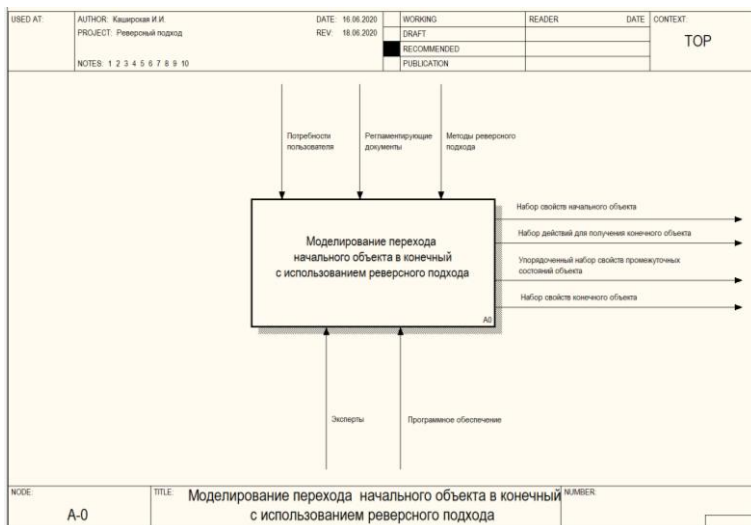 USED AT:
AUTHOR: Каширская И.И.
DATE: 16.06.2020
WORKING
READER
DATE
CONTEXT:
PROJECT: Реверсный подход
REV: 18.06.2020
DRAFT
TOP
RECOMMENDED
NOTES: 1 2 3 4 5 6 7 8 9 10
PUBLICATION
Потребности
пользователя
Регламентирующие
документы
Методы реверсного
подхода
Моделирование перехода
начального объекта в конечный
с использованием реверсного подхода
A0
Набор свойств начального объекта
Набор действий для получения конечного объекта
Упорядоченный набор свойств промежуточных
состояний объекта
Набор свойств конечного объекта
Эксперты
Программное обеспечение
NODE:
A-0
TITLE:
Моделирование перехода начального объекта в конечный
с использованием реверсного подхода
NUMBER: